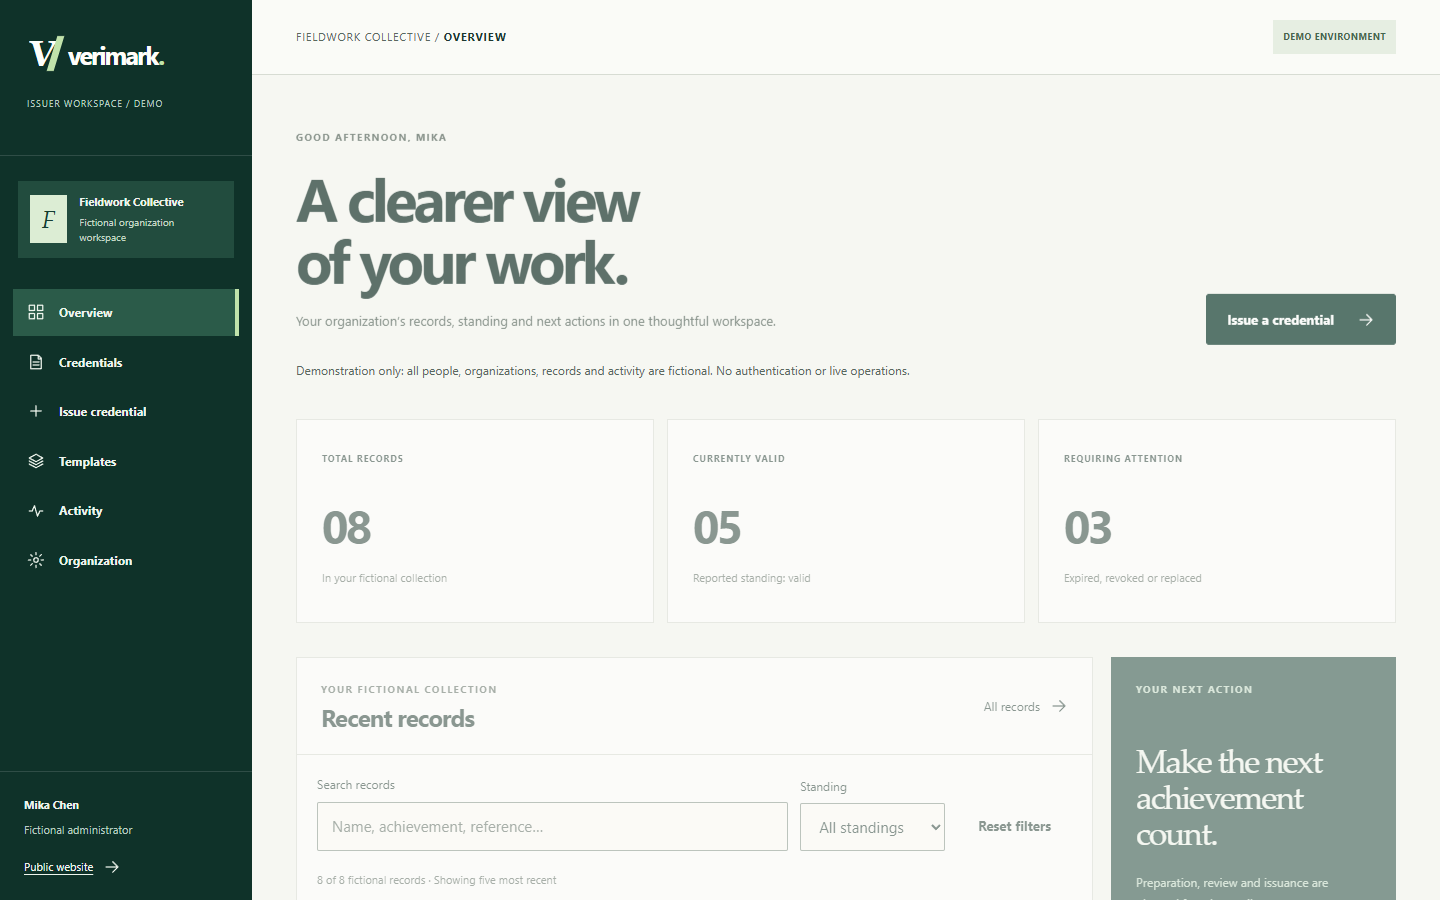 V/ verimark.
ISSUER WORKSPACE / DEMO
F
Fieldwork Collective
Fictional organization
workspace
Overview
Credentials
Issue credential
Templates
Activity
Organization
Mika Chen
Fictional administrator
Public website
FIELDWORK COLLECTIVE / OVERVIEW
DEMO ENVIRONMENT
GOOD AFTERNOON, MIKA
A clearer view
of your work.
Your organization's records, standing and next actions in one thoughtful workspace.
Issue a credential
Demonstration only: all people, organizations, records and activity are fictional. No authentication or live operations.
TOTAL RECORDS
08
In your fictional collection
CURRENTLY VALID
05
Reported standing: valid
REQUIRING ATTENTION
03
Expired, revoked or replaced
YOUR FICTIONAL COLLECTION
Recent records
All records
Search records
Name, achievement, reference...
Standing
All standings
Reset filters
8 of 8 fictional records · Showing five most recent
YOUR NEXT ACTION
Make the next
achievement
count.
Preparation, review and issuance are